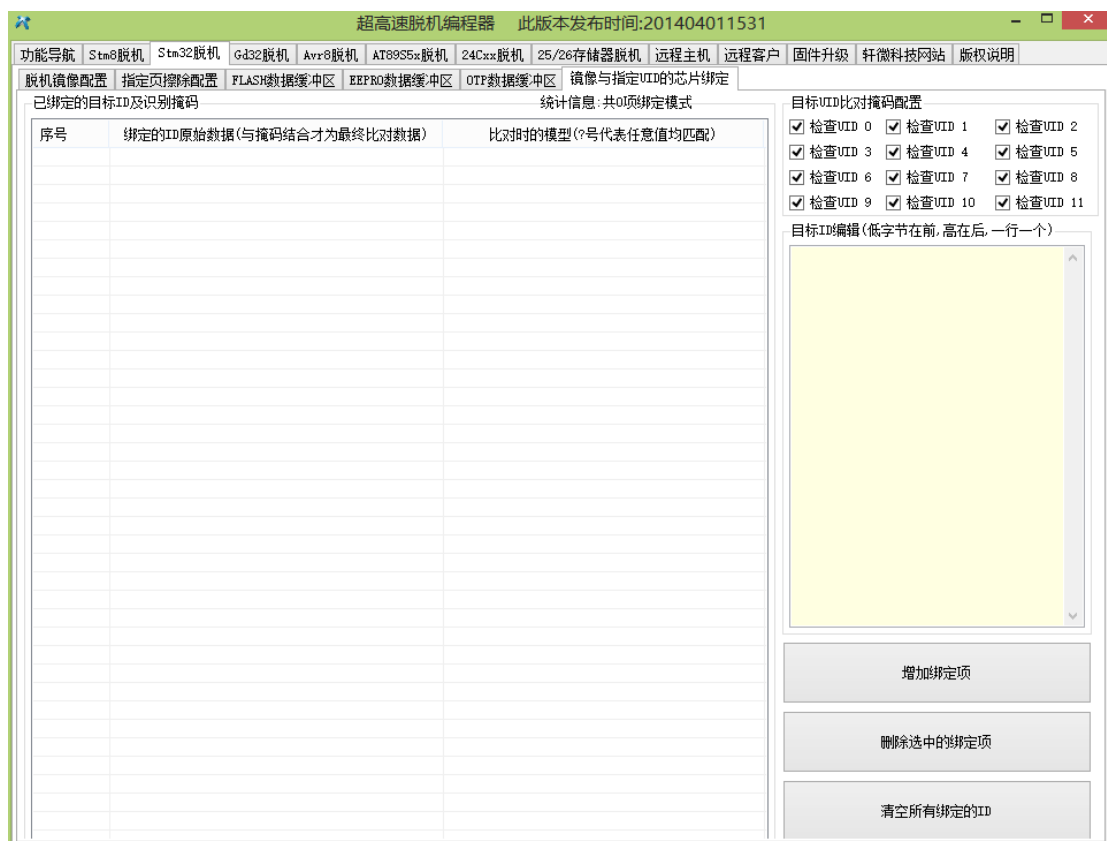 超高速脱机编程器 此版本发布时间:201404011531
功能导航 Stm8脱机 Stm32脱机 Gd32脱机 Avr8脱机 AT89S5x脱机 24Cxx脱机 25/26存储器脱机 远程主机 远程客户 固件升级 轩微科技网站 版权说明
脱机镜像配置 指定页擦除配置 FLASH数据缓冲区 EEPRO数据缓冲区 OTP数据缓冲区 镜像与指定UID的芯片绑定
已绑定的目标ID及识别掩码 统计信息:共0项绑定模式
序号 绑定的ID原始数据(与掩码结合才为最终比对数据) 比对时的模型(?号代表任意值均匹配)
目标UID比对掩码配置
检查UID 0 检查UID 1 检查UID 2
检查UID 3 检查UID 4 检查UID 5
检查UID 6 检查UID 7 检查UID 8
检查UID 9 检查UID 10 检查UID 11
目标ID编辑(低字节在前,高在后,一行一个)
增加绑定项
删除选中的绑定项
清空所有绑定的ID